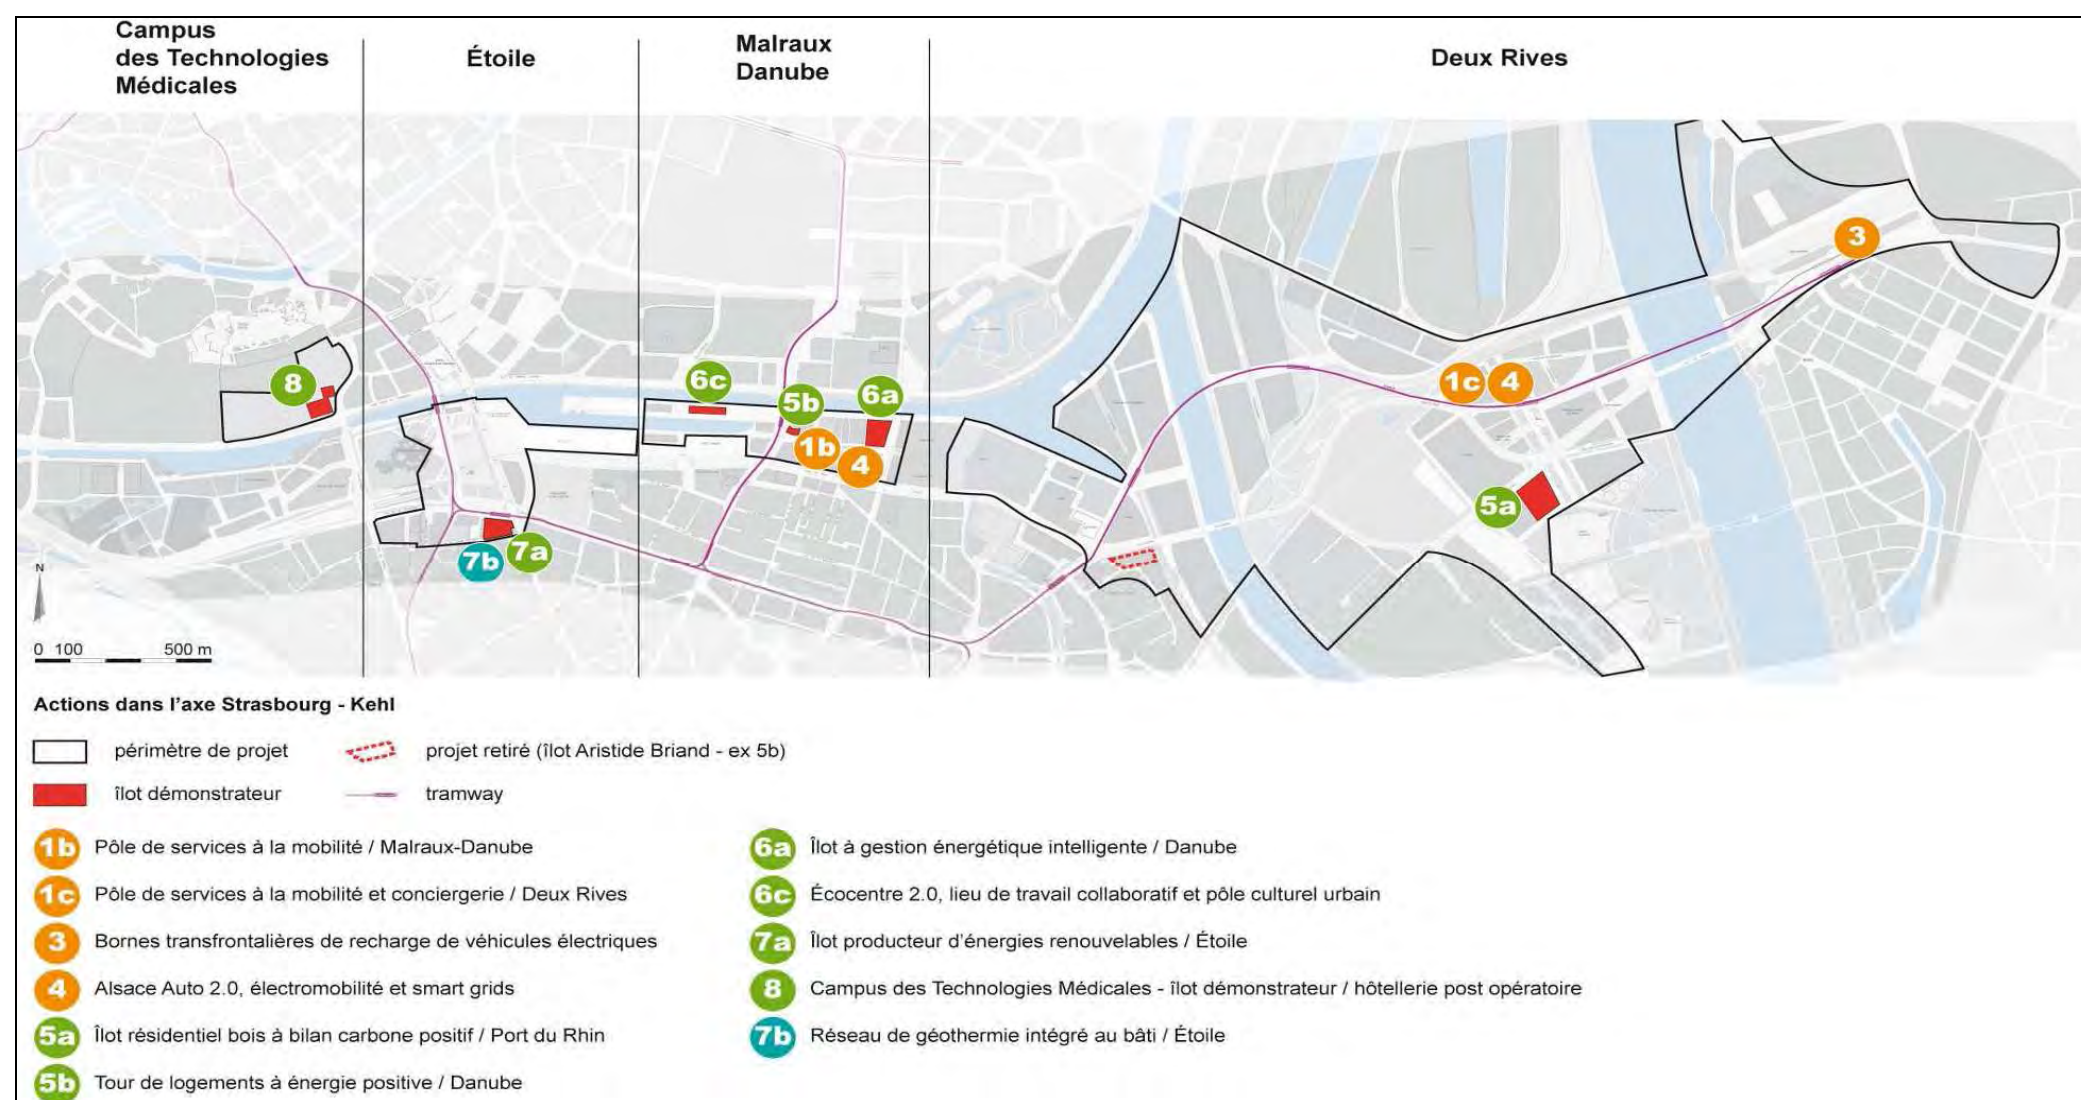 Campus
des Technologies
Médicales
Étoile
Malraux
Danube
Deux Rives
3
8
6c
5b
6a
1c
4
1b
4
5a
7b
7a
N
0 100 500 m
Actions dans l'axe Strasbourg - Kehl
périmètre de projet
projet retiré (îlot Aristide Briand - ex 5b)
îlot démonstrateur
tramway
1b Pôle de services à la mobilité / Malraux-Danube
1c Pôle de services à la mobilité et conciergerie / Deux Rives
3 Bornes transfrontalières de recharge de véhicules électriques
4 Alsace Auto 2.0, électromobilité et smart grids
5a Îlot résidentiel bois à bilan carbone positif / Port du Rhin
5b Tour de logements à énergie positive / Danube
6a Îlot à gestion énergétique intelligente / Danube
6c Écocentre 2.0, lieu de travail collaboratif et pôle culturel urbain
7a Îlot producteur d'énergies renouvelables / Étoile
8 Campus des Technologies Médicales - îlot démonstrateur / hôtellerie post opératoire
7b Réseau de géothermie intégré au bâti / Étoile